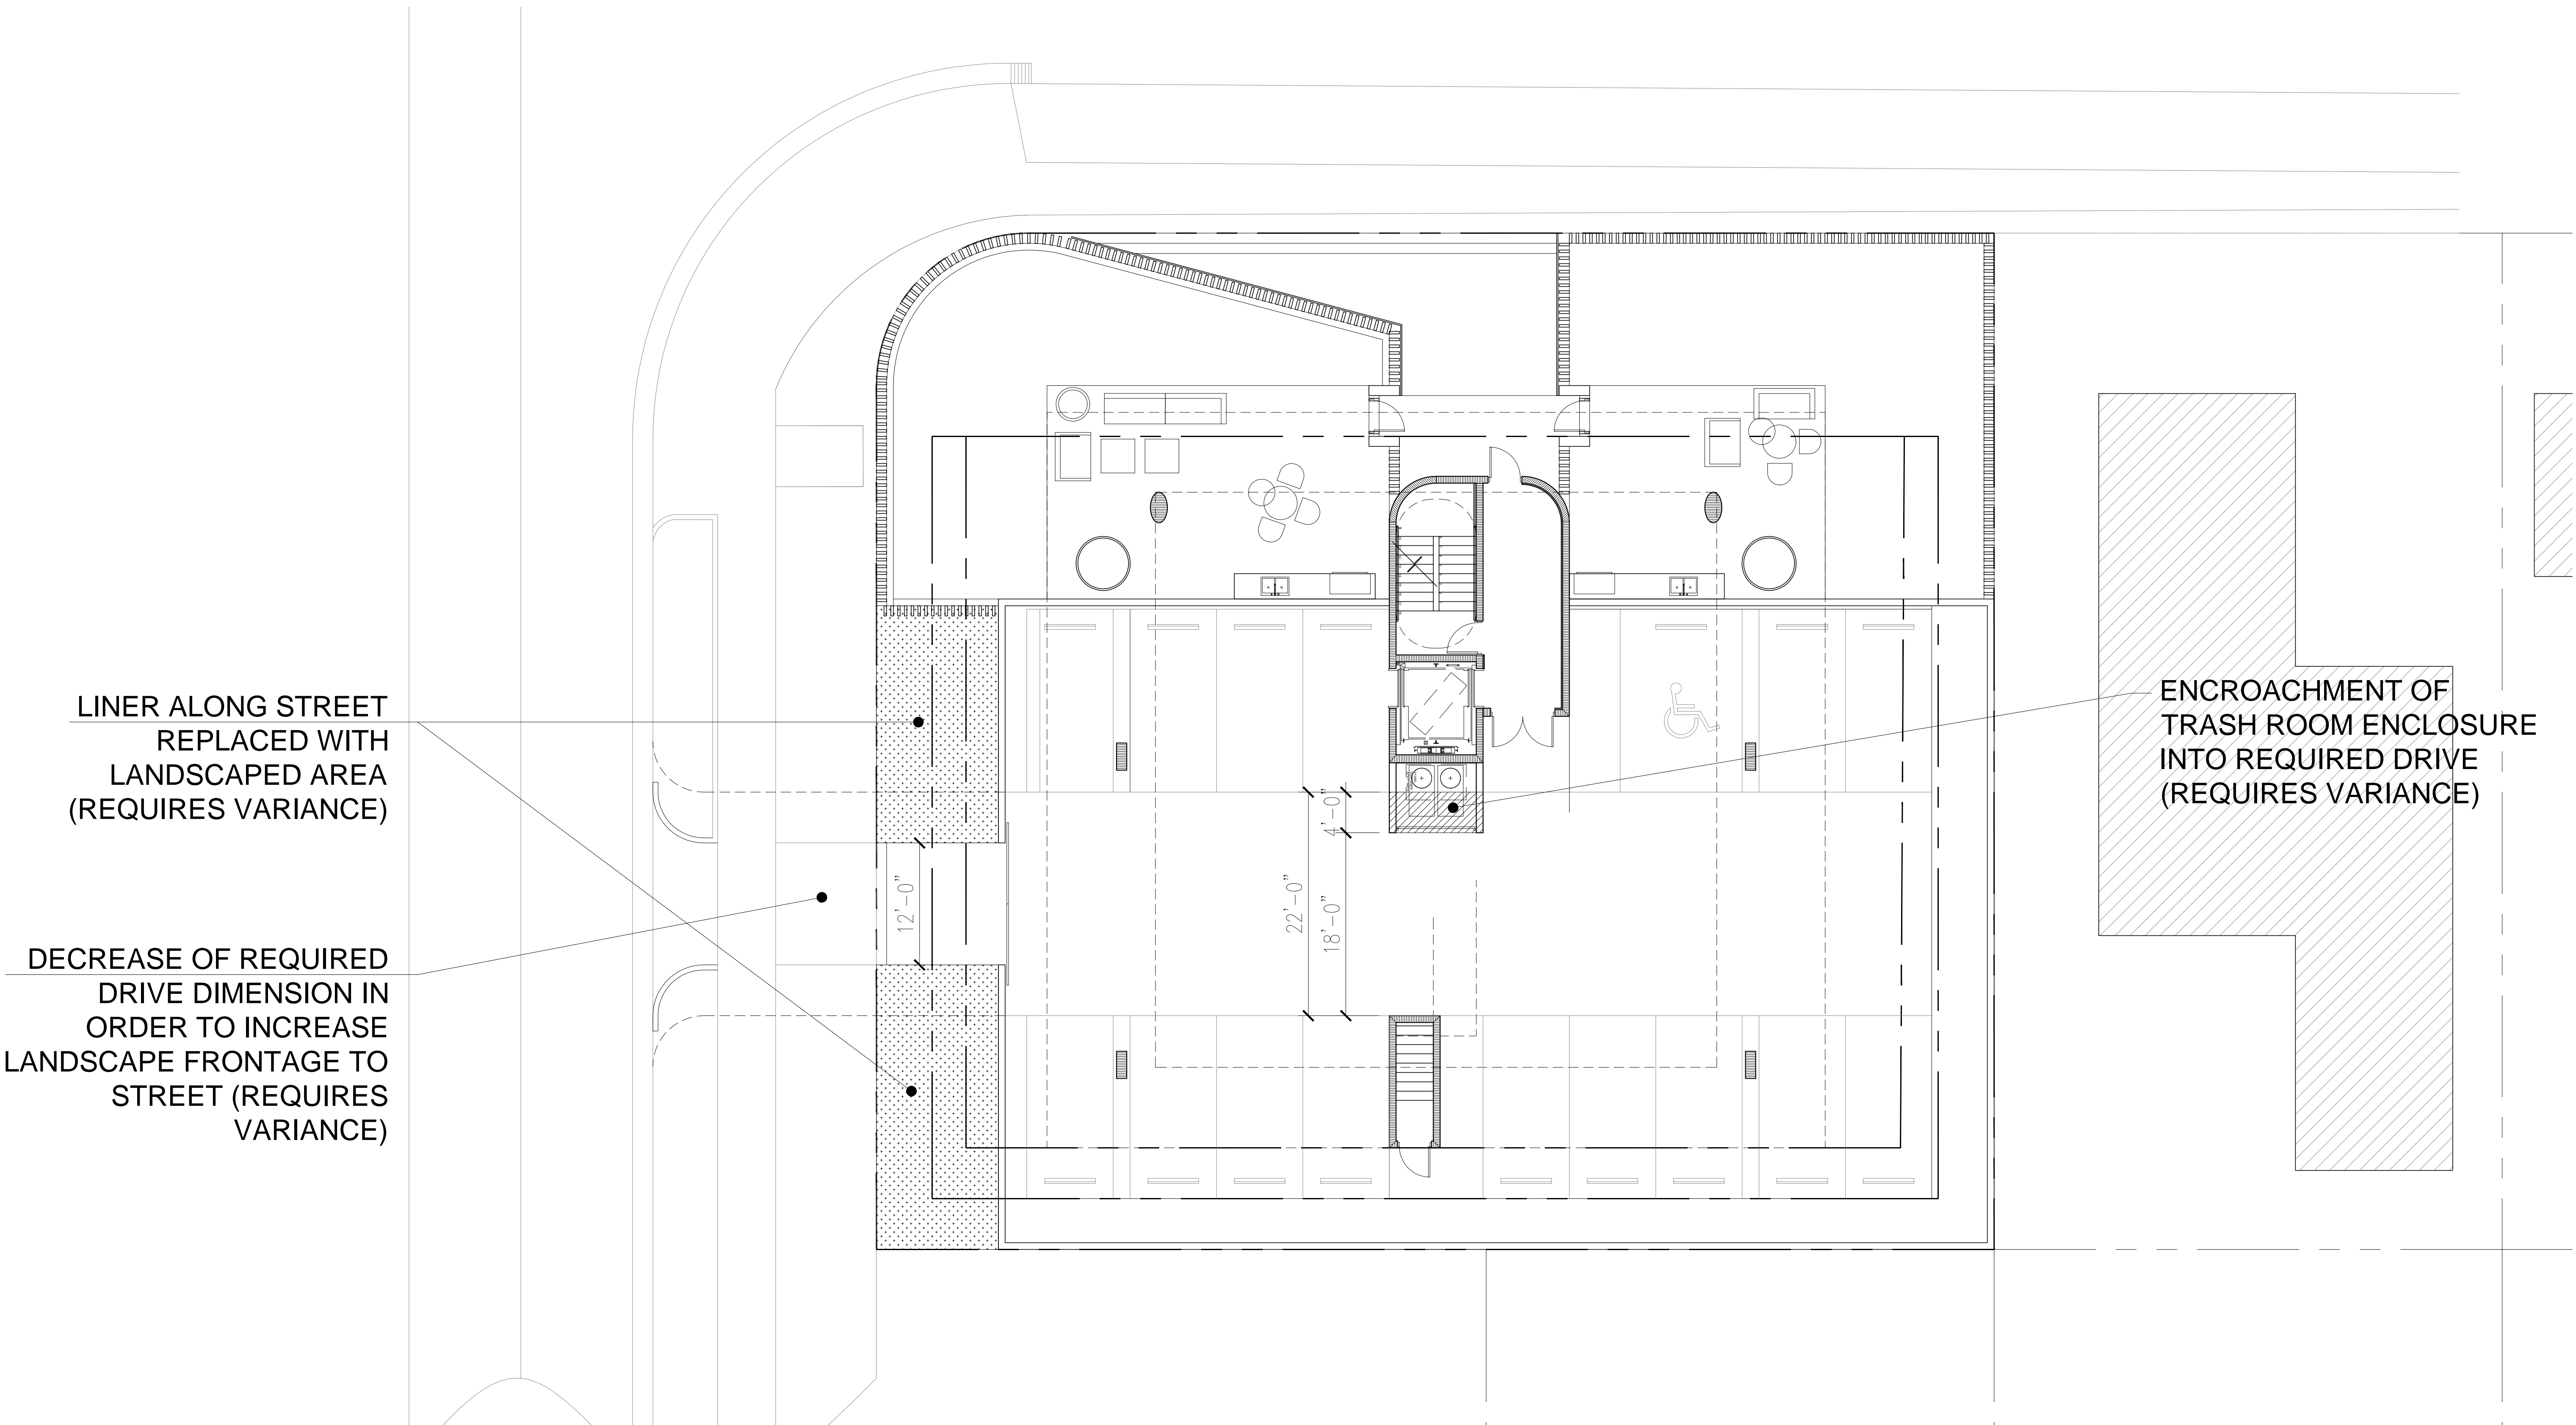 LINER ALONG STREET
REPLACED WITH
LANDSCAPED AREA
(REQUIRES VARIANCE)
DECREASE OF REQUIRED
DRIVE DIMENSION IN
ORDER TO INCREASE
LANDSCAPE FRONTAGE TO
STREET (REQUIRES
VARIANCE)
12'-0"
22'-0"
4'-0"
18'-0"
ENCROACHMENT OF
TRASH ROOM ENCLOSURE
INTO REQUIRED DRIVE
(REQUIRES VARIANCE)